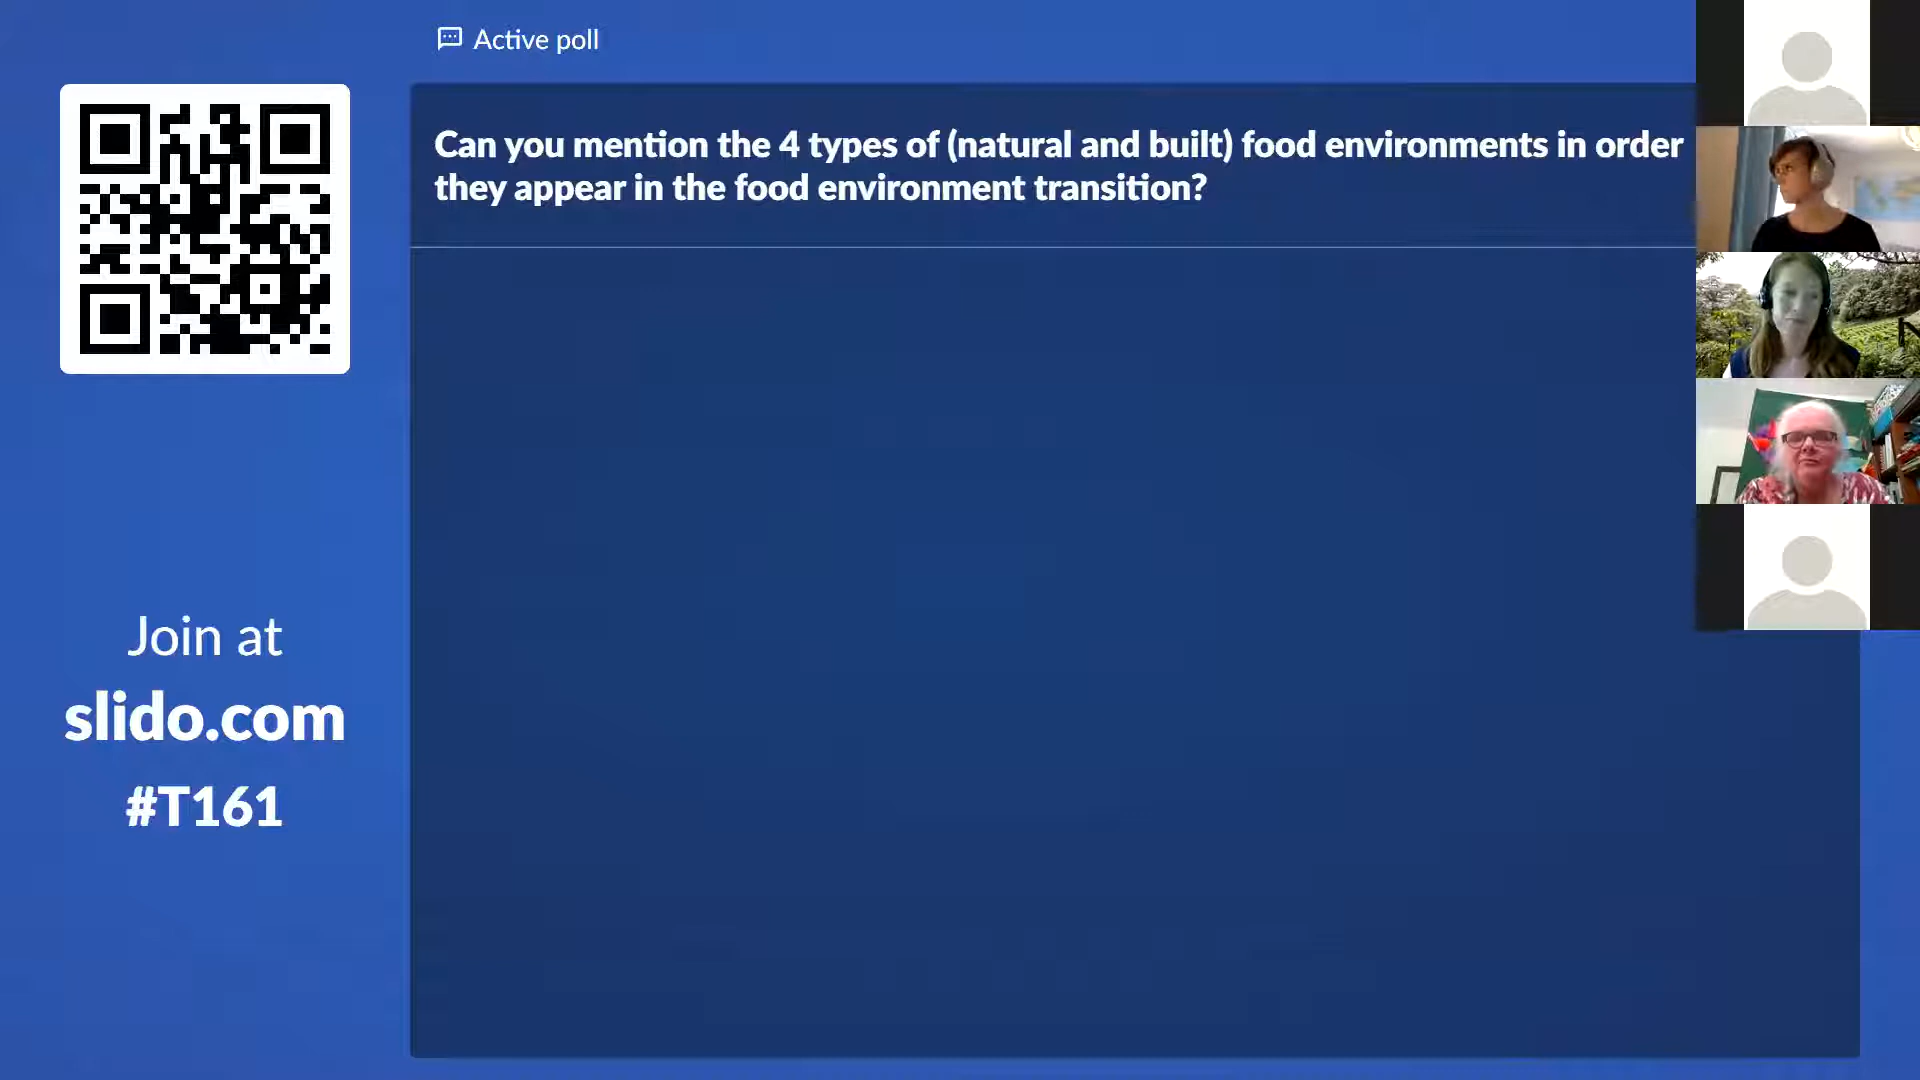 Active poll
Can you mention the 4 types of (natural and built) food environments in order
they appear in the food environment transition?
Join at
slido.com
#T161